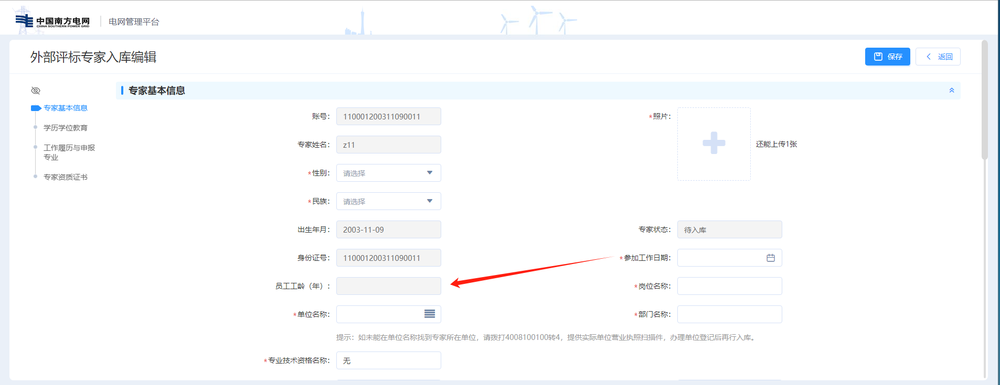 中国南方电网
CHINA SOUTHERN POWER GRID
电网管理平台
外部评标专家入库编辑
保存
返回
专家基本信息
学历学位教育
工作履历与申报
专业
专家资质证书
专家基本信息
账号： 110001200311090011
*照片：
还能上传1张
专家姓名： z11
*性别： 请选择
*民族： 请选择
出生年月： 2003-11-09
专家状态： 待入库
身份证号： 110001200311090011
*参加工作日期：
员工工龄（年）：
*岗位名称：
*单位名称：
*部门名称：
提示：如未能在单位名称找到专家所在单位，请拨打4008100100转4，提供实际单位营业执照扫描件，办理单位登记后再行入库。
*专业技术资格名称： 无